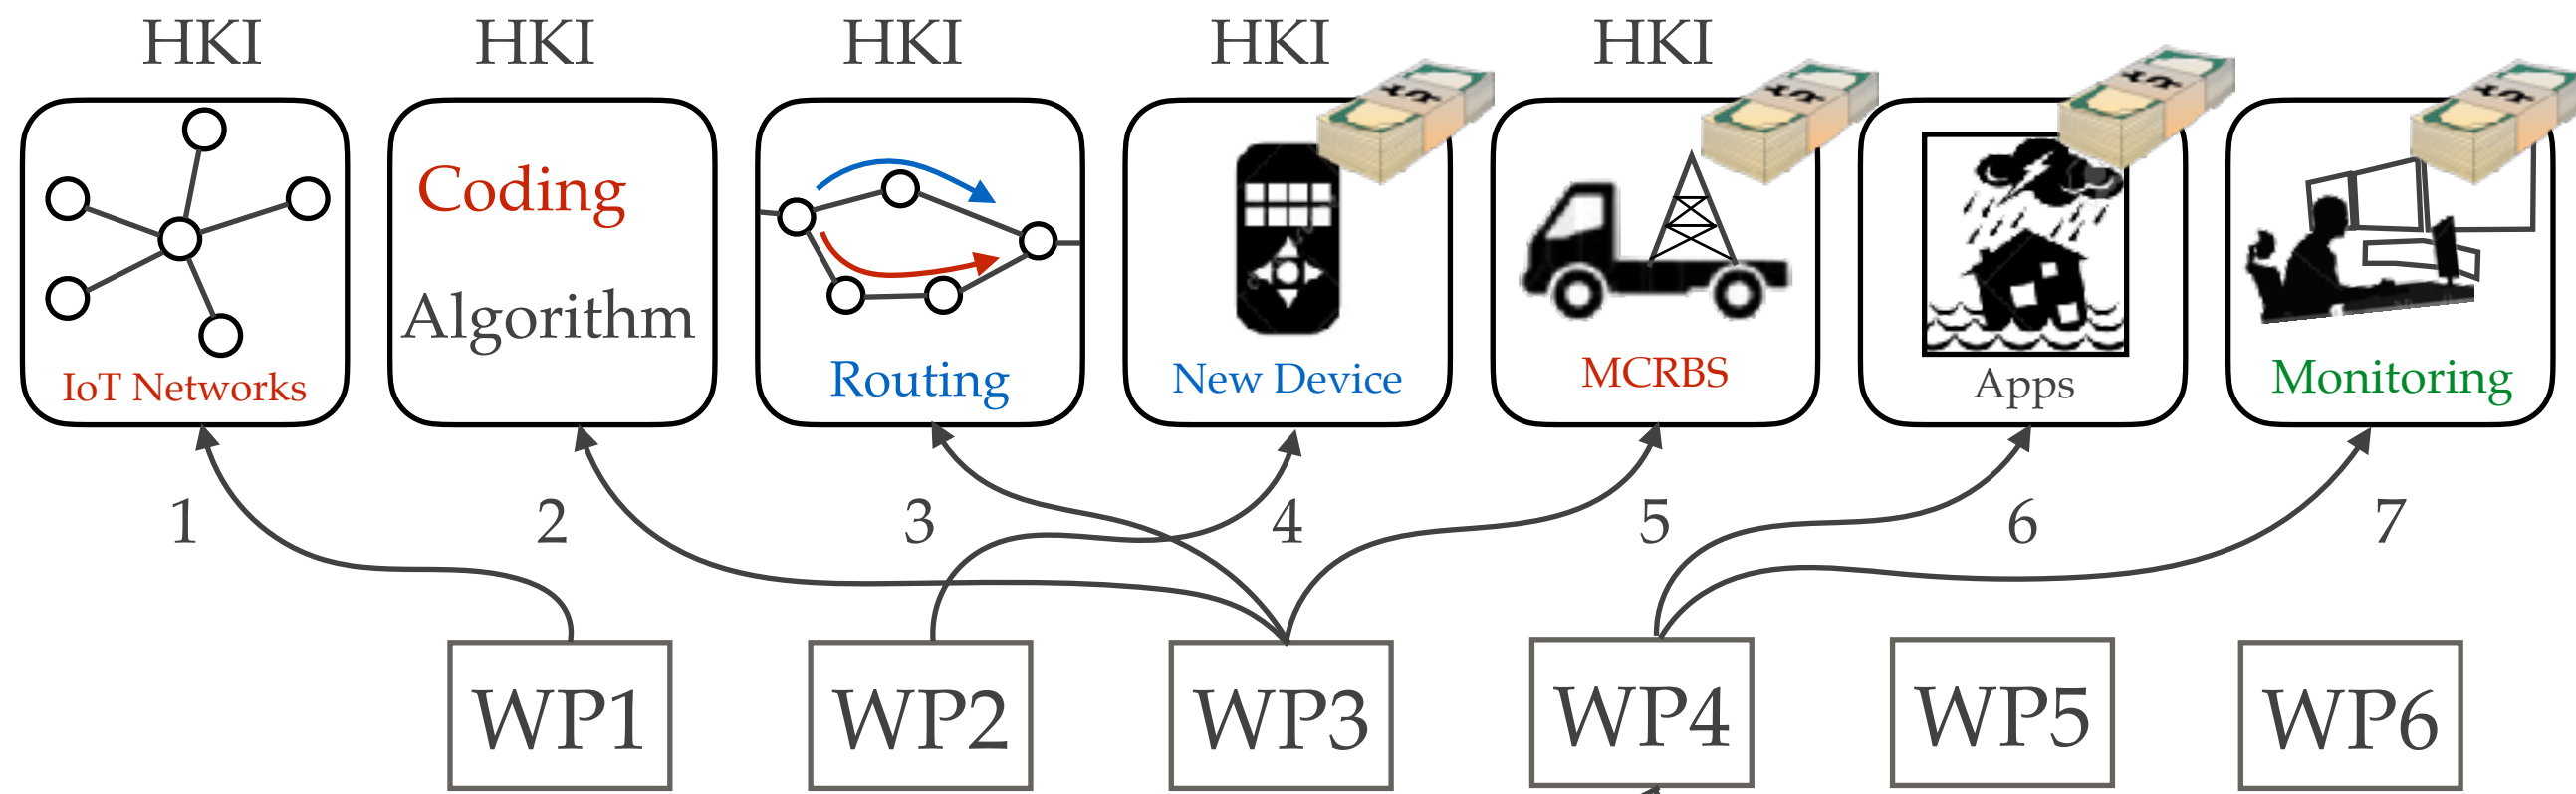 HKI HKI HKI HKI HKI
Coding
Algorithm
IoT Networks
Routing
New Device
MCRBS
Apps
Monitoring
1 2 3 4 5 6 7
WP1 WP2 WP3 WP4 WP5 WP6